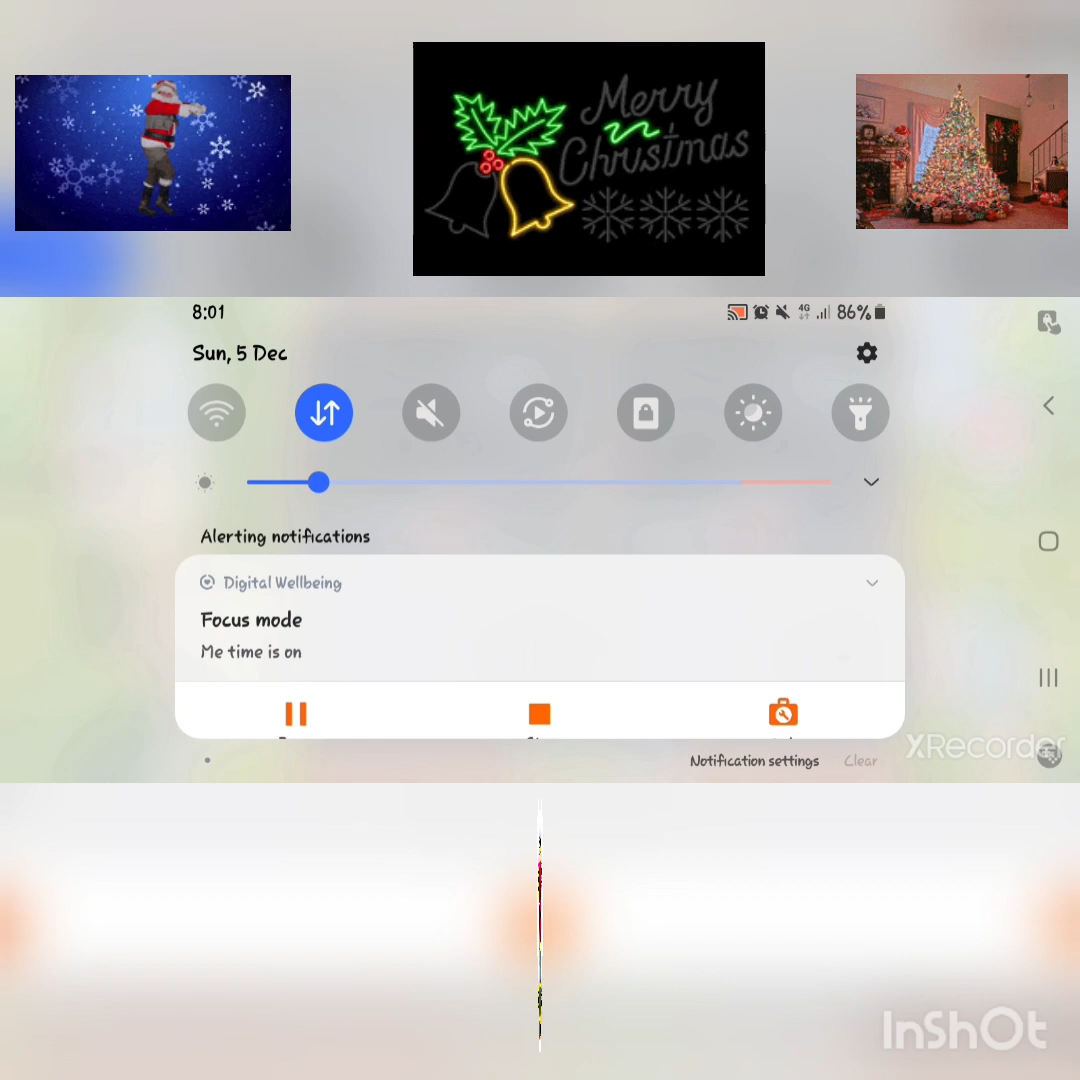 Merry
Christmas
8:01
4G
86%
Sun, 5 Dec
Alerting notifications
Digital Wellbeing
Focus mode
Me time is on
Notification settings
Clear
XRecorder
InShOt